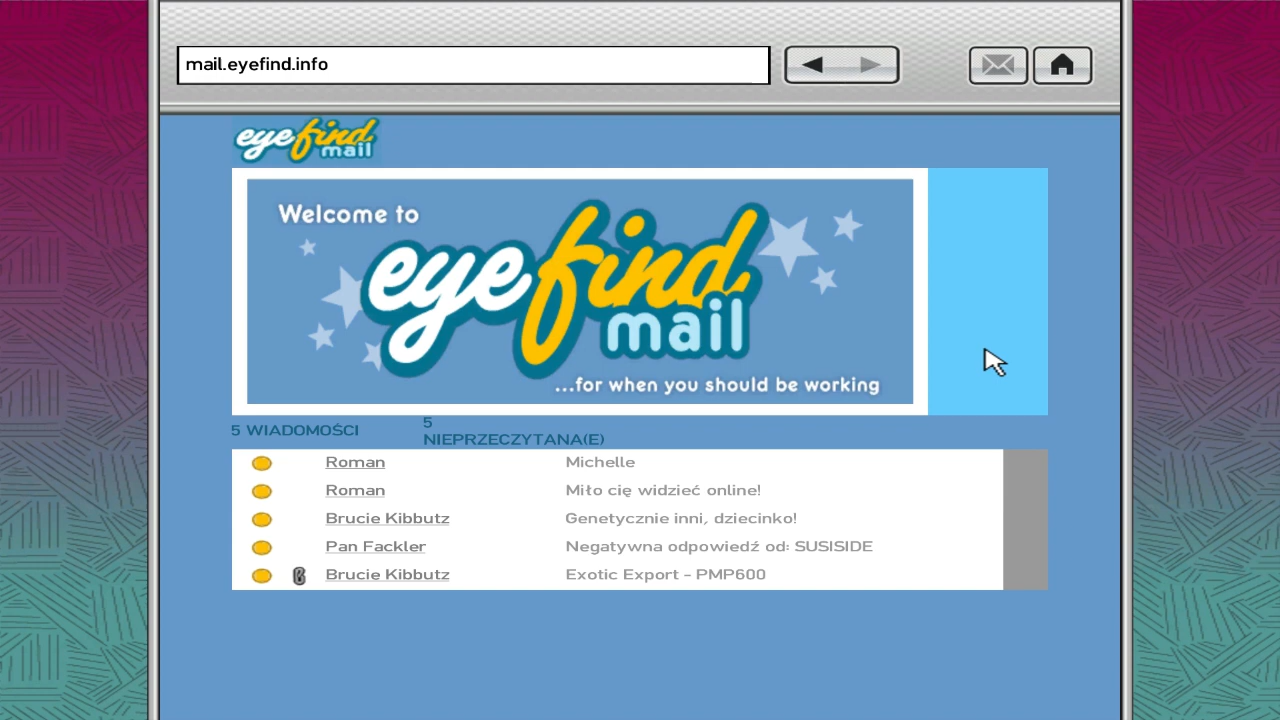 mail.eyefind.info
eyefind mail
Welcome to
eyefind
mail
...for when you should be working
5 WIADOMOŚCI 5 NIEPRZECZYTANA(E)
Roman Michelle
Roman Miło cię widzieć online!
Brucie Kibbutz Genetycznie inni, dziecinko!
Pan Fackler Negatywna odpowiedź od: SUSISIDE
Brucie Kibbutz Exotic Export - PMP600